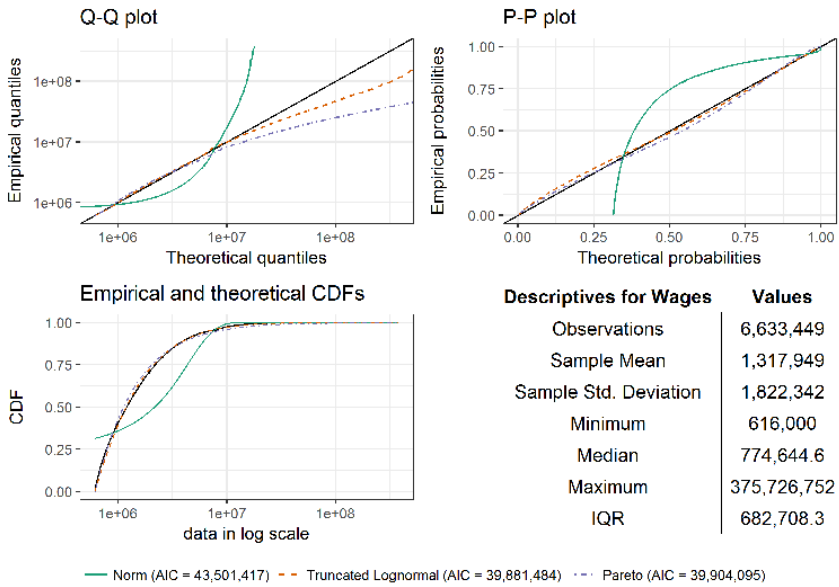 Q-Q plot
Empirical quantiles
1e+08
1e+07
1e+06
1e+06 1e+07 1e+08
Theoretical quantiles
P-P plot
Empirical probabilities
1.00
0.75
0.50
0.25
0.00
0.00 0.25 0.50 0.75 1.00
Theoretical probabilities
Empirical and theoretical CDFs
CDF
1.00
0.75
0.50
0.25
0.00
1e+06 1e+07 1e+08
data in log scale
Descriptives for Wages Values
Observations 6,633,449
Sample Mean 1,317,949
Sample Std. Deviation 1,822,342
Minimum 616,000
Median 774,644.6
Maximum 375,726,752
IQR 682,708.3
Norm (AIC = 43,501,417) Truncated Lognormal (AIC = 39,881,484) Pareto (AIC = 39,904,095)